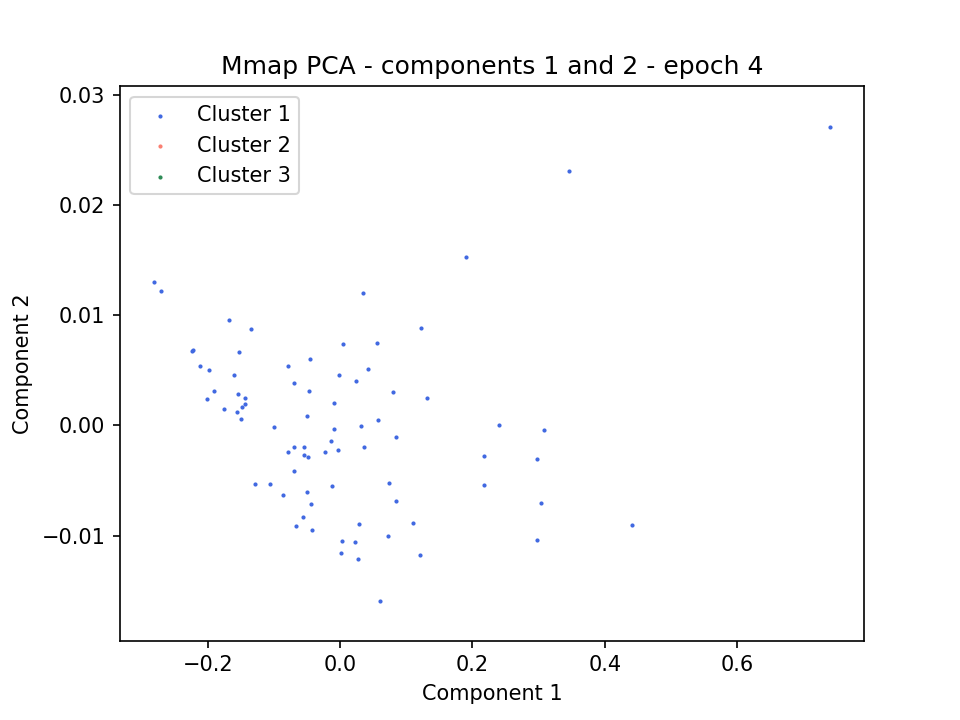 Mmap PCA - components 1 and 2 - epoch 4
0.03
0.02
0.01
0.00
−0.01
Component 2
Cluster 1
Cluster 2
Cluster 3
−0.2 0.0 0.2 0.4 0.6
Component 1